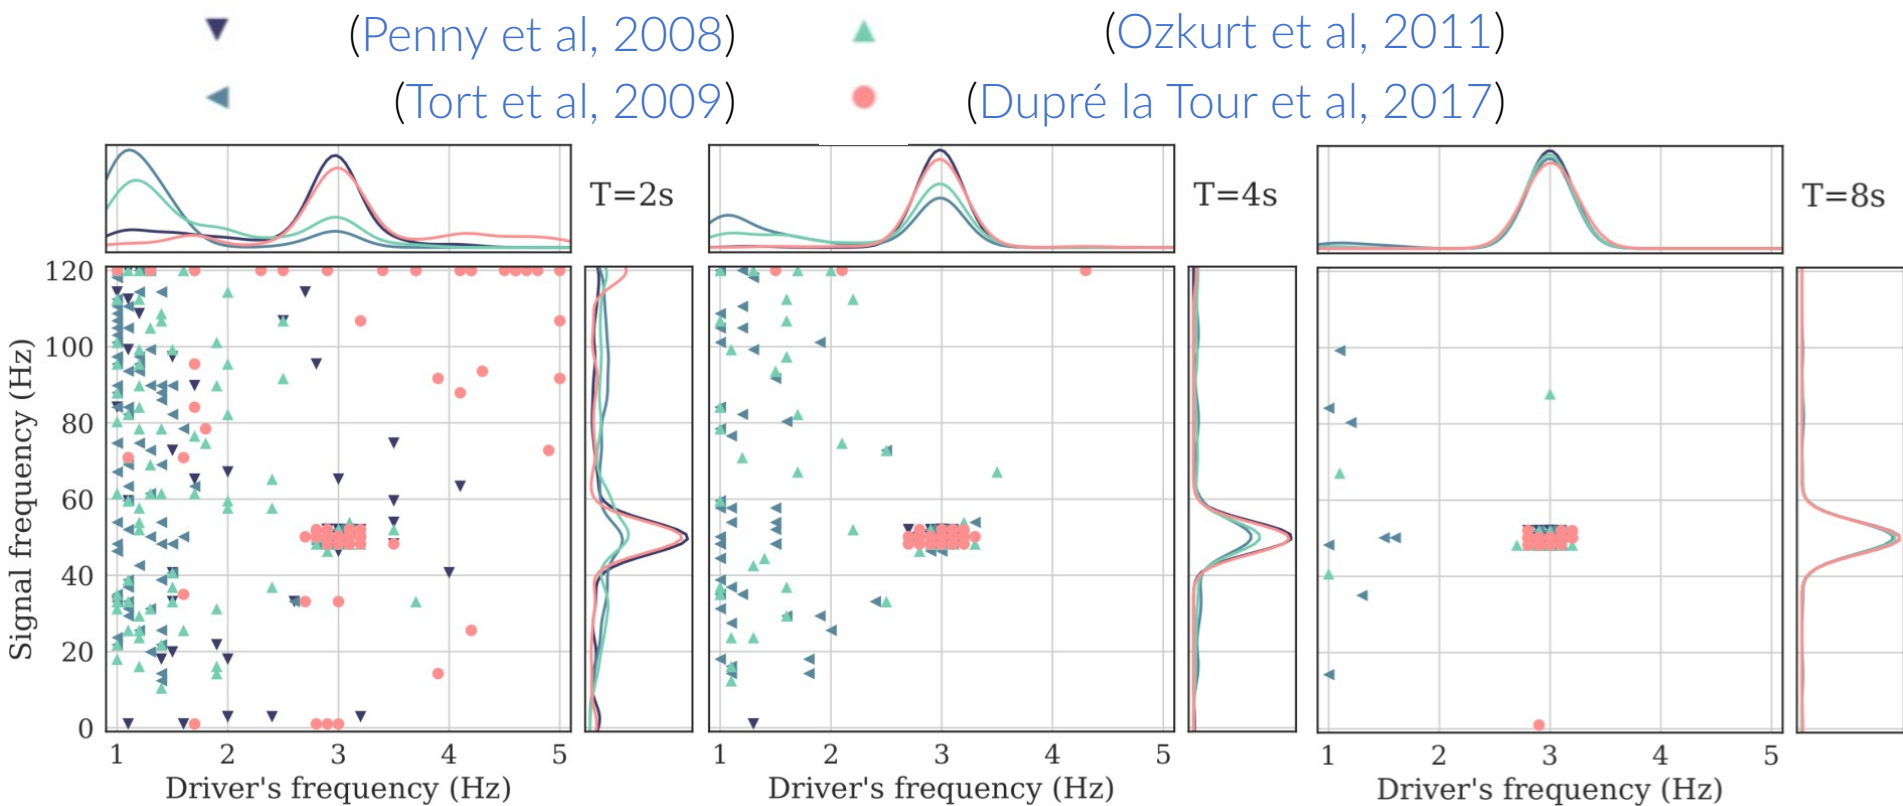 (Penny et al, 2008) (Ozkurt et al, 2011)
(Tort et al, 2009) (Dupré la Tour et al, 2017)
T=2s T=4s T=8s
Signal frequency (Hz)
120
100
80
60
40
20
0
1 2 3 4 5 1 2 3 4 5 1 2 3 4 5
Driver's frequency (Hz) Driver's frequency (Hz) Driver's frequency (Hz)